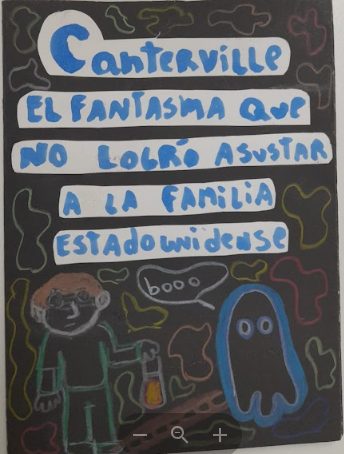 Canterville
EL FANTASMA QUE
NO LOGRÓ ASUSTAR
A LA FAMILIA
ESTADOUNIDENSE
booo